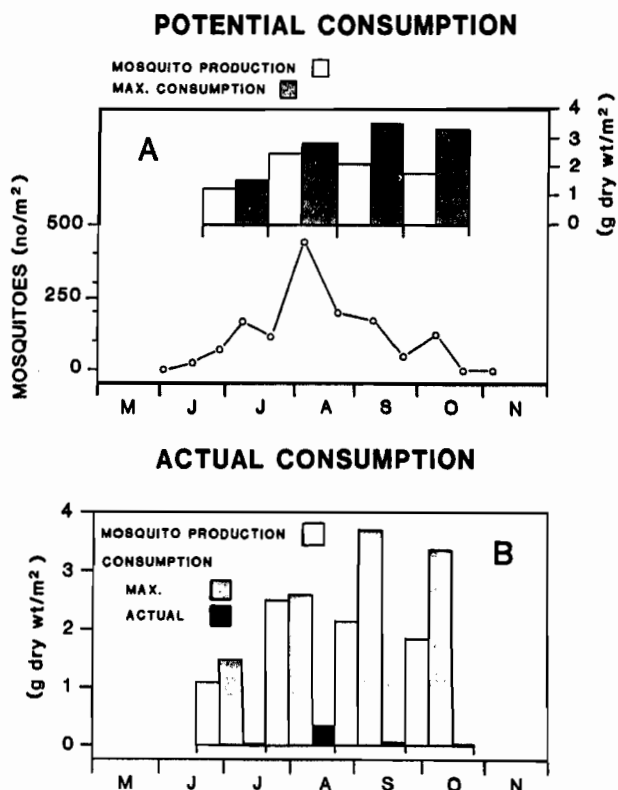 POTENTIAL CONSUMPTION
MOSQUITO PRODUCTION
MAX. CONSUMPTION
A
MOSQUITOES (no/m²)
500
250
0
4
3
2
1
0
(g dry wt/m²)
M J J A S O N
ACTUAL CONSUMPTION
MOSQUITO PRODUCTION
CONSUMPTION
MAX.
ACTUAL
B
(g dry wt/m²)
4
3
2
1
0
M J J A S O N